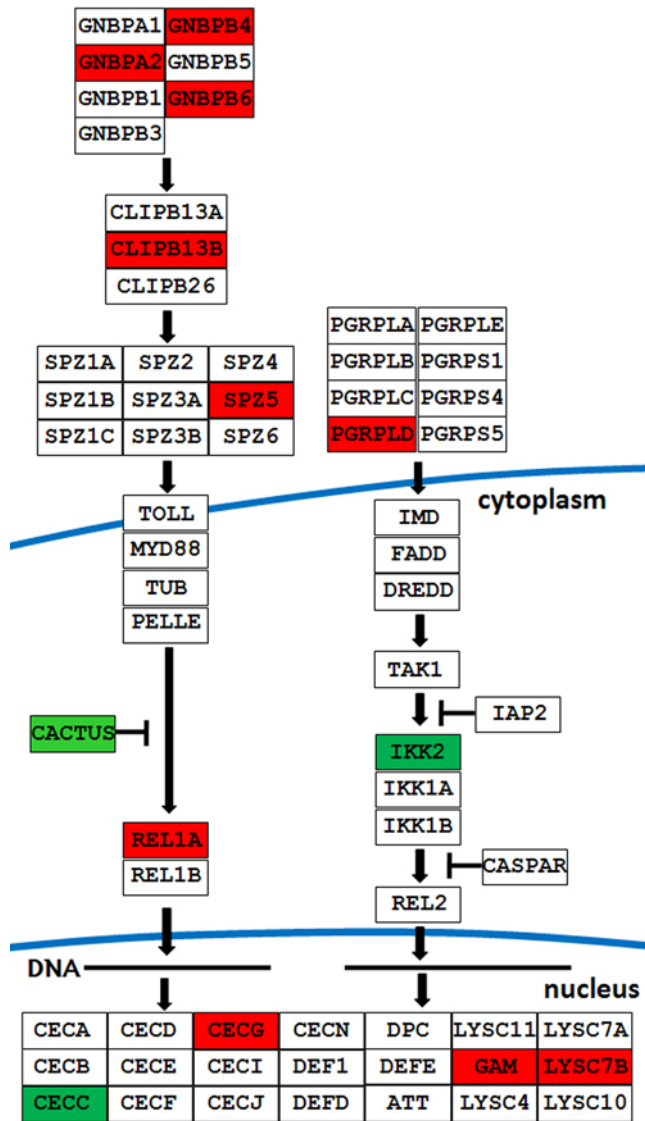 GNBPA1 GNBPB4
GNBPA2 GNBPB5
GNBPB1 GNBPB6
GNBPB3
CLIPB13A
CLIPB13B
CLIPB26
SPZ1A SPZ2 SPZ4
SPZ1B SPZ3A SPZ5
SPZ1C SPZ3B SPZ6
PGRPLA PGRPLE
PGRPLB PGRPS1
PGRPLC PGRPS4
PGRPLD PGRPS5
cytoplasm
TOLL
MYD88
TUB
PELLE
CACTUS
REL1A
REL1B
IMD
FADD
DREDD
TAK1
IAP2
IKK2
IKK1A
IKK1B
CASPAR
REL2
DNA
nucleus
CECA CECD CECG CECN DPC LYSC11 LYSC7A
CECB CECE CECI DEF1 DEFE GAM LYSC7B
CECC CECF CECJ DEFD ATT LYSC4 LYSC10